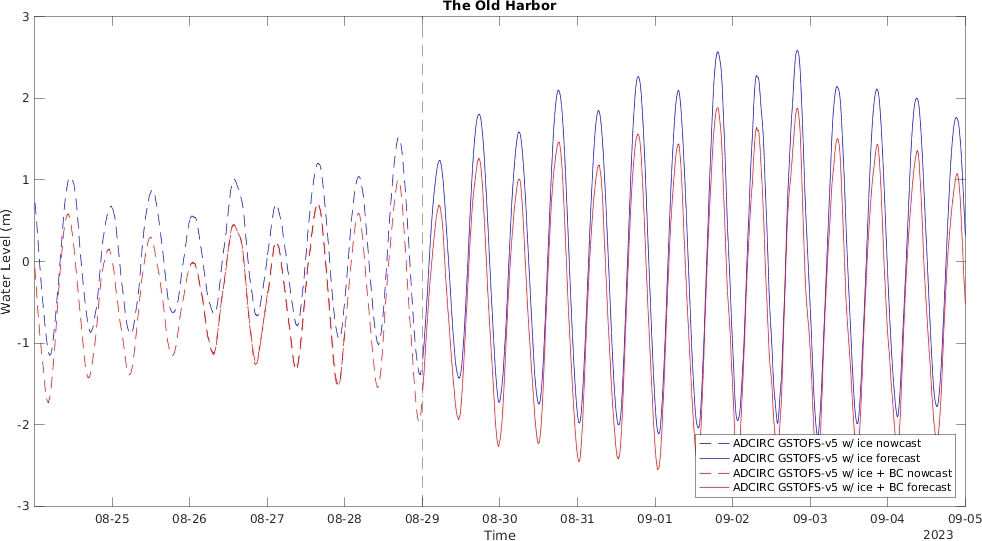 The Old Harbor
3
2
1
0
-1
-2
-3
Water Level (m)
ADCIRC GSTOFS-v5 w/ ice nowcast
ADCIRC GSTOFS-v5 w/ ice forecast
ADCIRC GSTOFS-v5 w/ ice + BC nowcast
ADCIRC GSTOFS-v5 w/ ice + BC forecast
08-25 08-26 08-27 08-28 08-29 08-30 08-31 09-01 09-02 09-03 09-04 09-05
Time
2023